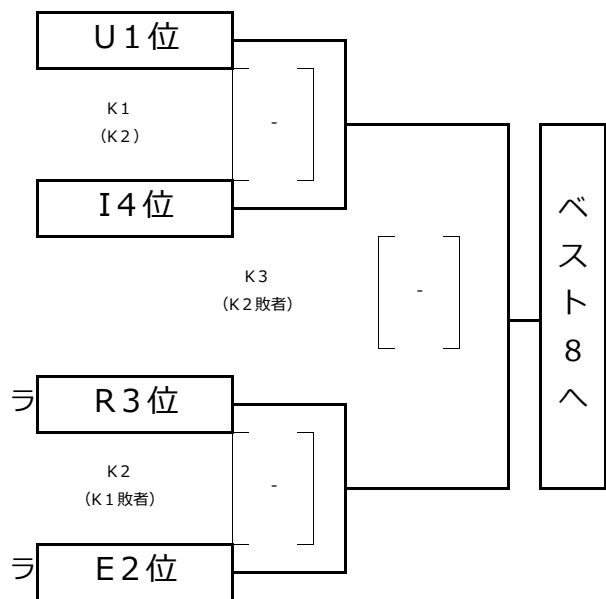 U1位
K1
(K2)
-
I4位
K3
(K2敗者)
-
ラ R3位
K2
(K1敗者)
-
ラ E2位
ベスト8へ